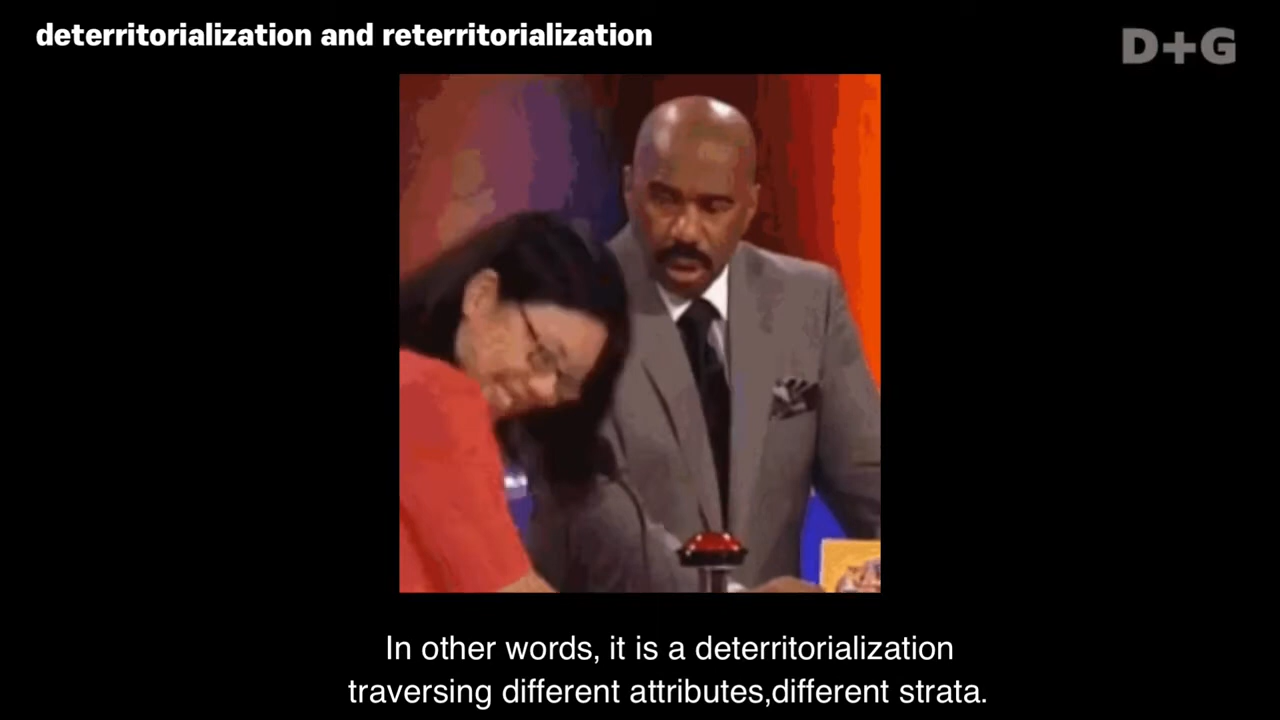 deterritorialization and reterritorialization
D+G
In other words, it is a deterritorialization
traversing different attributes,different strata.